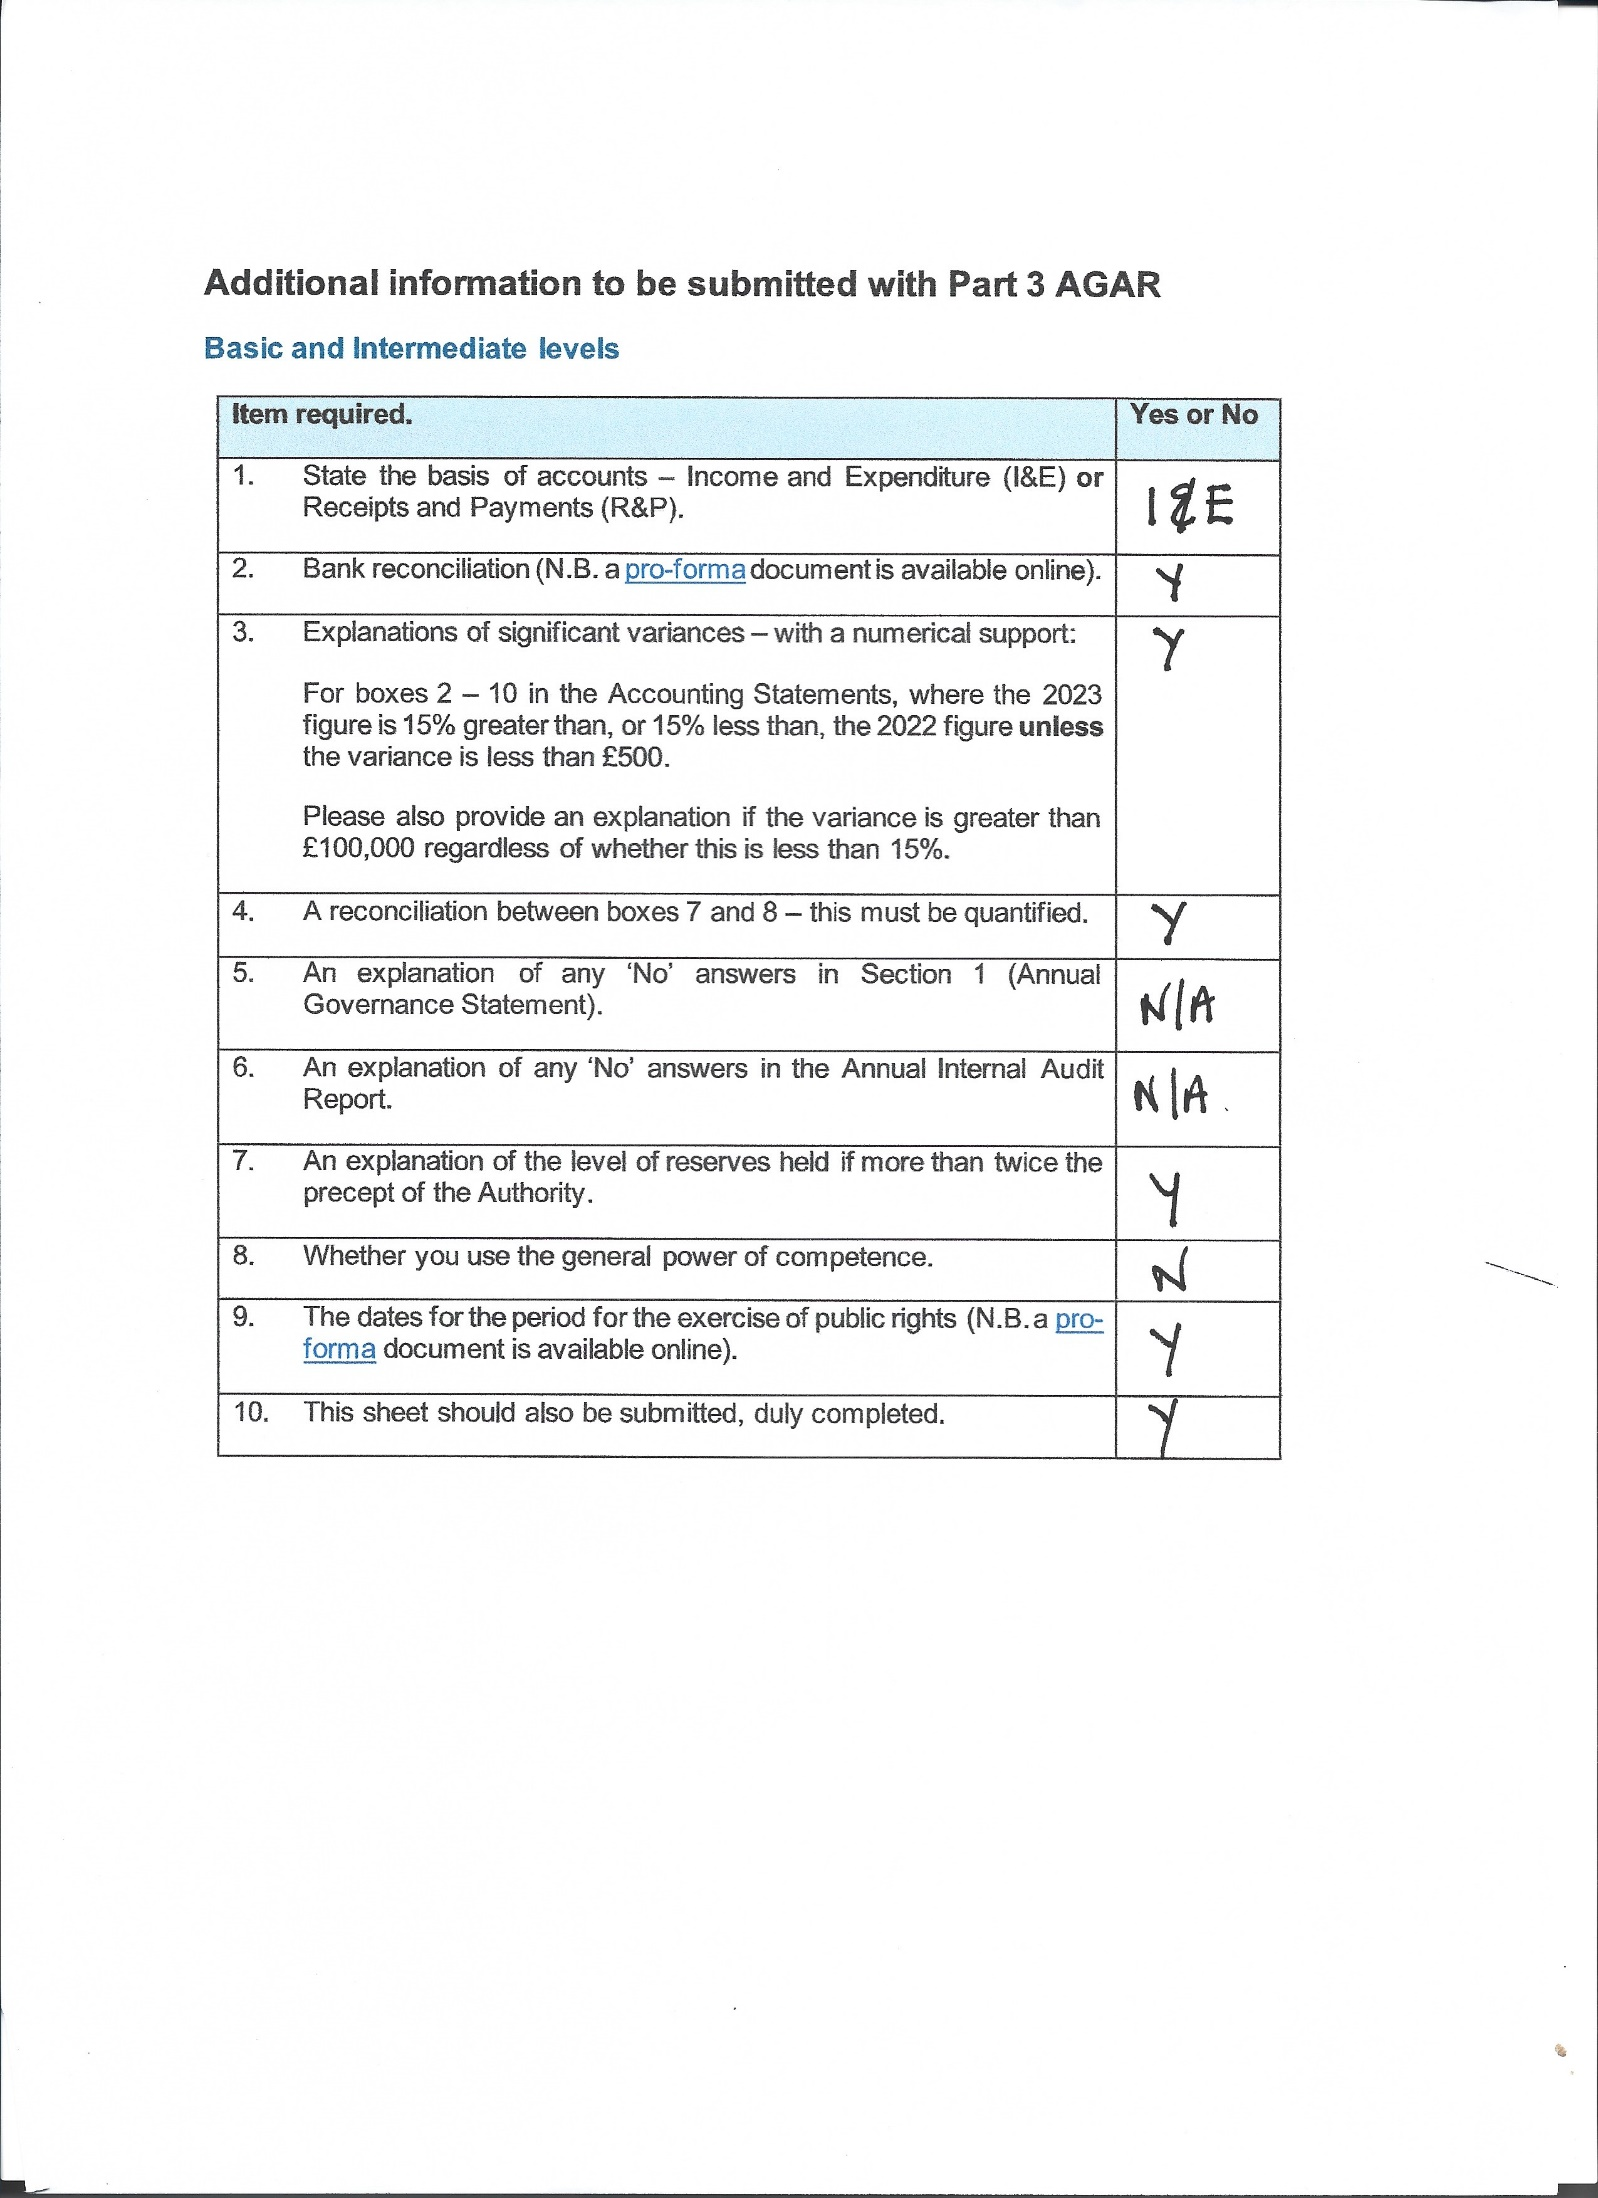 Additional information to be submitted with Part 3 AGAR
Basic and Intermediate levels
Item required. Yes or No
1. State the basis of accounts – Income and Expenditure (I&E) or
Receipts and Payments (R&P).
I & E
2. Bank reconciliation (N.B. a pro-forma document is available online).
Y
3. Explanations of significant variances – with a numerical support:
Y
For boxes 2 – 10 in the Accounting Statements, where the 2023
figure is 15% greater than, or 15% less than, the 2022 figure unless
the variance is less than £500.
Please also provide an explanation if the variance is greater than
£100,000 regardless of whether this is less than 15%.
4. A reconciliation between boxes 7 and 8 – this must be quantified.
Y
5. An explanation of any ‘No’ answers in Section 1 (Annual
Governance Statement).
N/A
6. An explanation of any ‘No’ answers in the Annual Internal Audit
Report.
N/A.
7. An explanation of the level of reserves held if more than twice the
precept of the Authority.
Y
8. Whether you use the general power of competence.
N
9. The dates for the period for the exercise of public rights (N.B. a pro-
forma document is available online).
Y
10. This sheet should also be submitted, duly completed.
Y